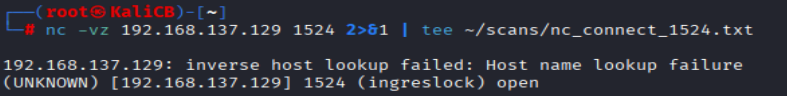 ┌──(root㉿KaliCB)-[~]
└─# nc -vz 192.168.137.129 1524 2>&1 | tee ~/scans/nc_connect_1524.txt
192.168.137.129: inverse host lookup failed: Host name lookup failure
(UNKNOWN) [192.168.137.129] 1524 (ingreslock) open